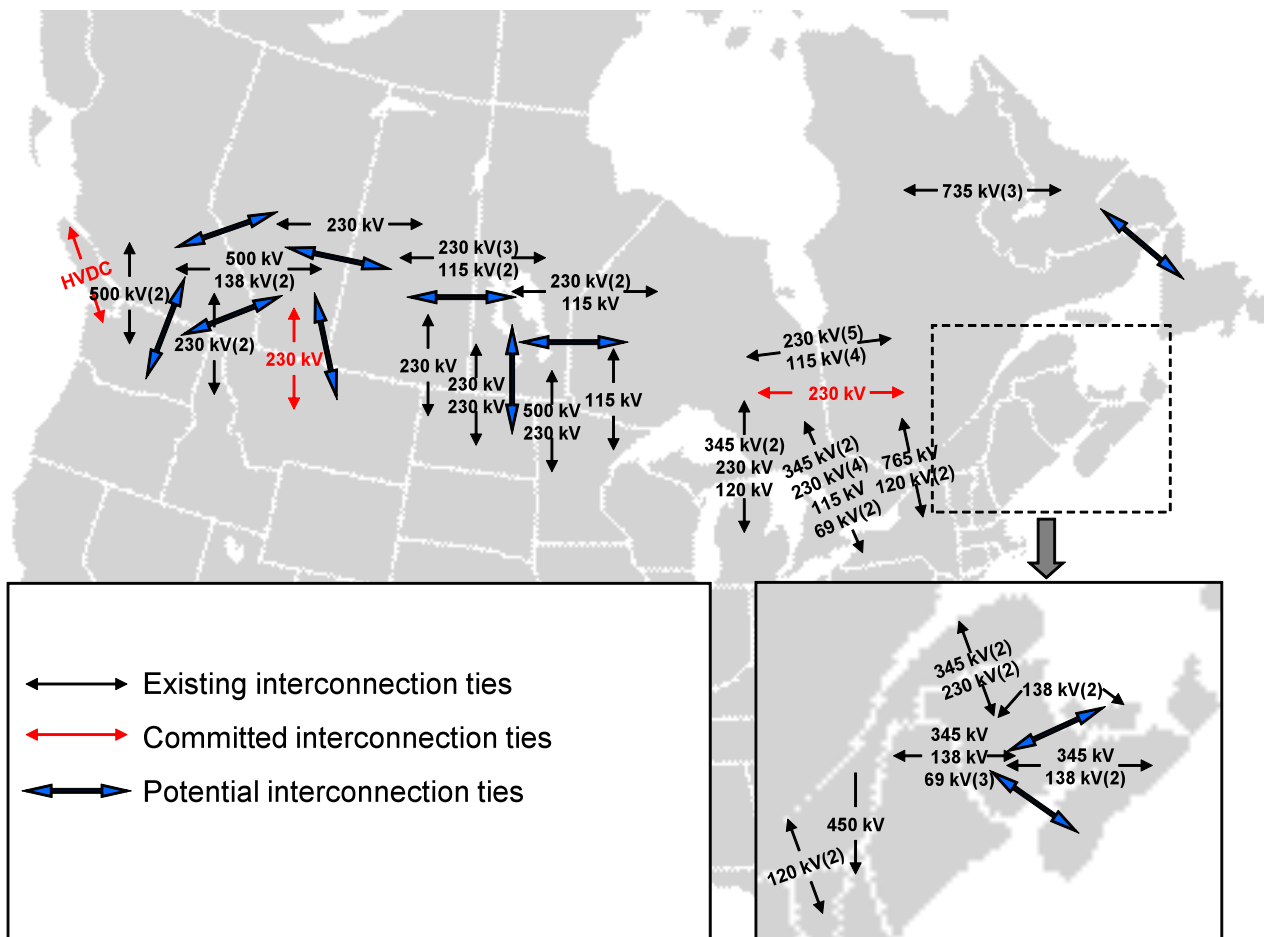 735 kV(3)
230 kV
230 kV(3)
115 kV(2)
500 kV
138 kV(2)
HVDC
500 kV(2)
230 kV(2)
115 kV
230 kV(2)
230 kV
230 kV
230 kV
230 kV
500 kV
230 kV
115 kV
230 kV(5)
115 kV(4)
230 kV
345 kV(2)
230 kV
120 kV
345 kV(2)
230 kV(4)
115 kV
69 kV(2)
765 kV
120 kV(2)
Existing interconnection ties
Committed interconnection ties
Potential interconnection ties
345 kV(2)
230 kV(2)
138 kV(2)
345 kV
138 kV
69 kV(3)
345 kV
138 kV(2)
450 kV
120 kV(2)